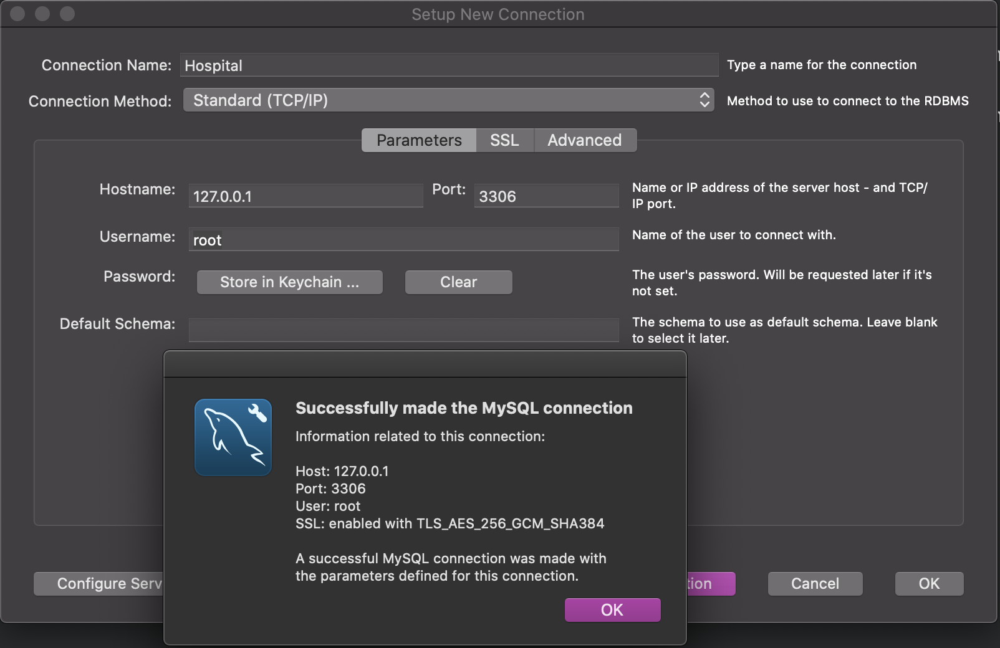 Setup New Connection
Connection Name: Hospital Type a name for the connection
Connection Method: Standard (TCP/IP) Method to use to connect to the RDBMS
Parameters SSL Advanced
Hostname: 127.0.0.1 Port: 3306 Name or IP address of the server host - and TCP/
IP port.
Username: root Name of the user to connect with.
Password: Store in Keychain ... Clear The user's password. Will be requested later if it's
not set.
Default Schema: The schema to use as default schema. Leave blank
to select it later.
Successfully made the MySQL connection
Information related to this connection:
Host: 127.0.0.1
Port: 3306
User: root
SSL: enabled with TLS_AES_256_GCM_SHA384
A successful MySQL connection was made with
the parameters defined for this connection.
OK
Configure Serv tion Cancel OK